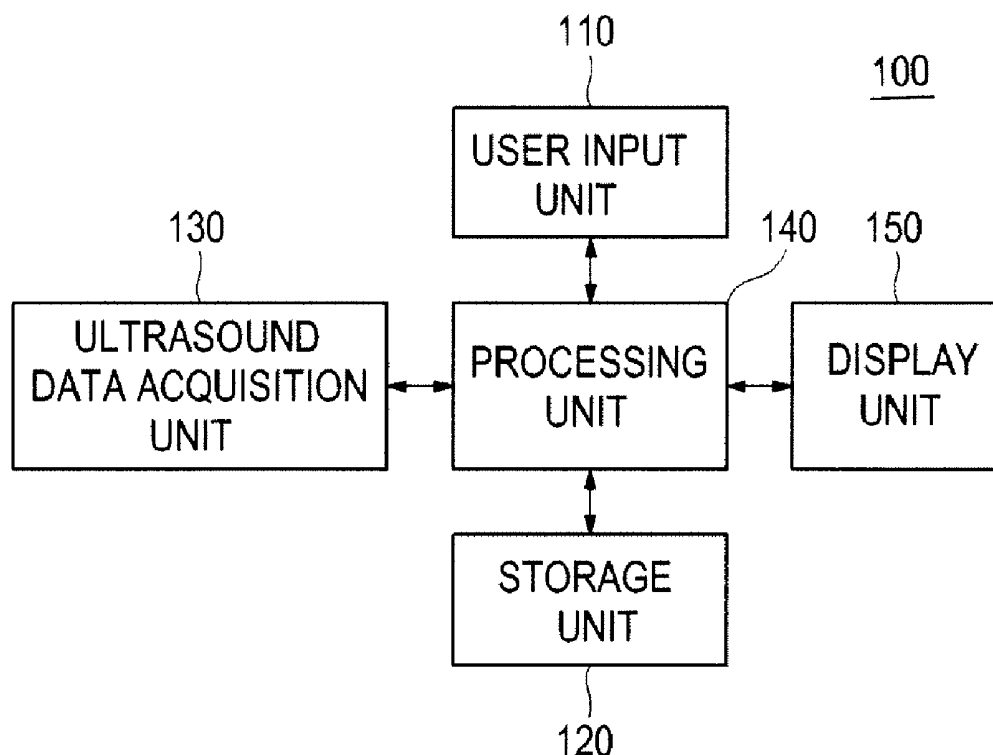 110
100
USER INPUT
UNIT
130
140
150
ULTRASOUND
DATA ACQUISITION
UNIT
PROCESSING
UNIT
DISPLAY
UNIT
STORAGE
UNIT
120